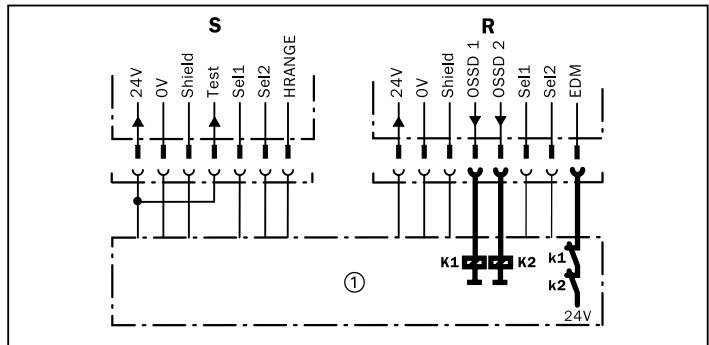 S
R
24V
0V
Shield
Test
Sel1
Sel2
HRANGE
24V
0V
Shield
OSSD 1
OSSD 2
Sel1
Sel2
EDM
K1
K2
k1
k2
24V
①